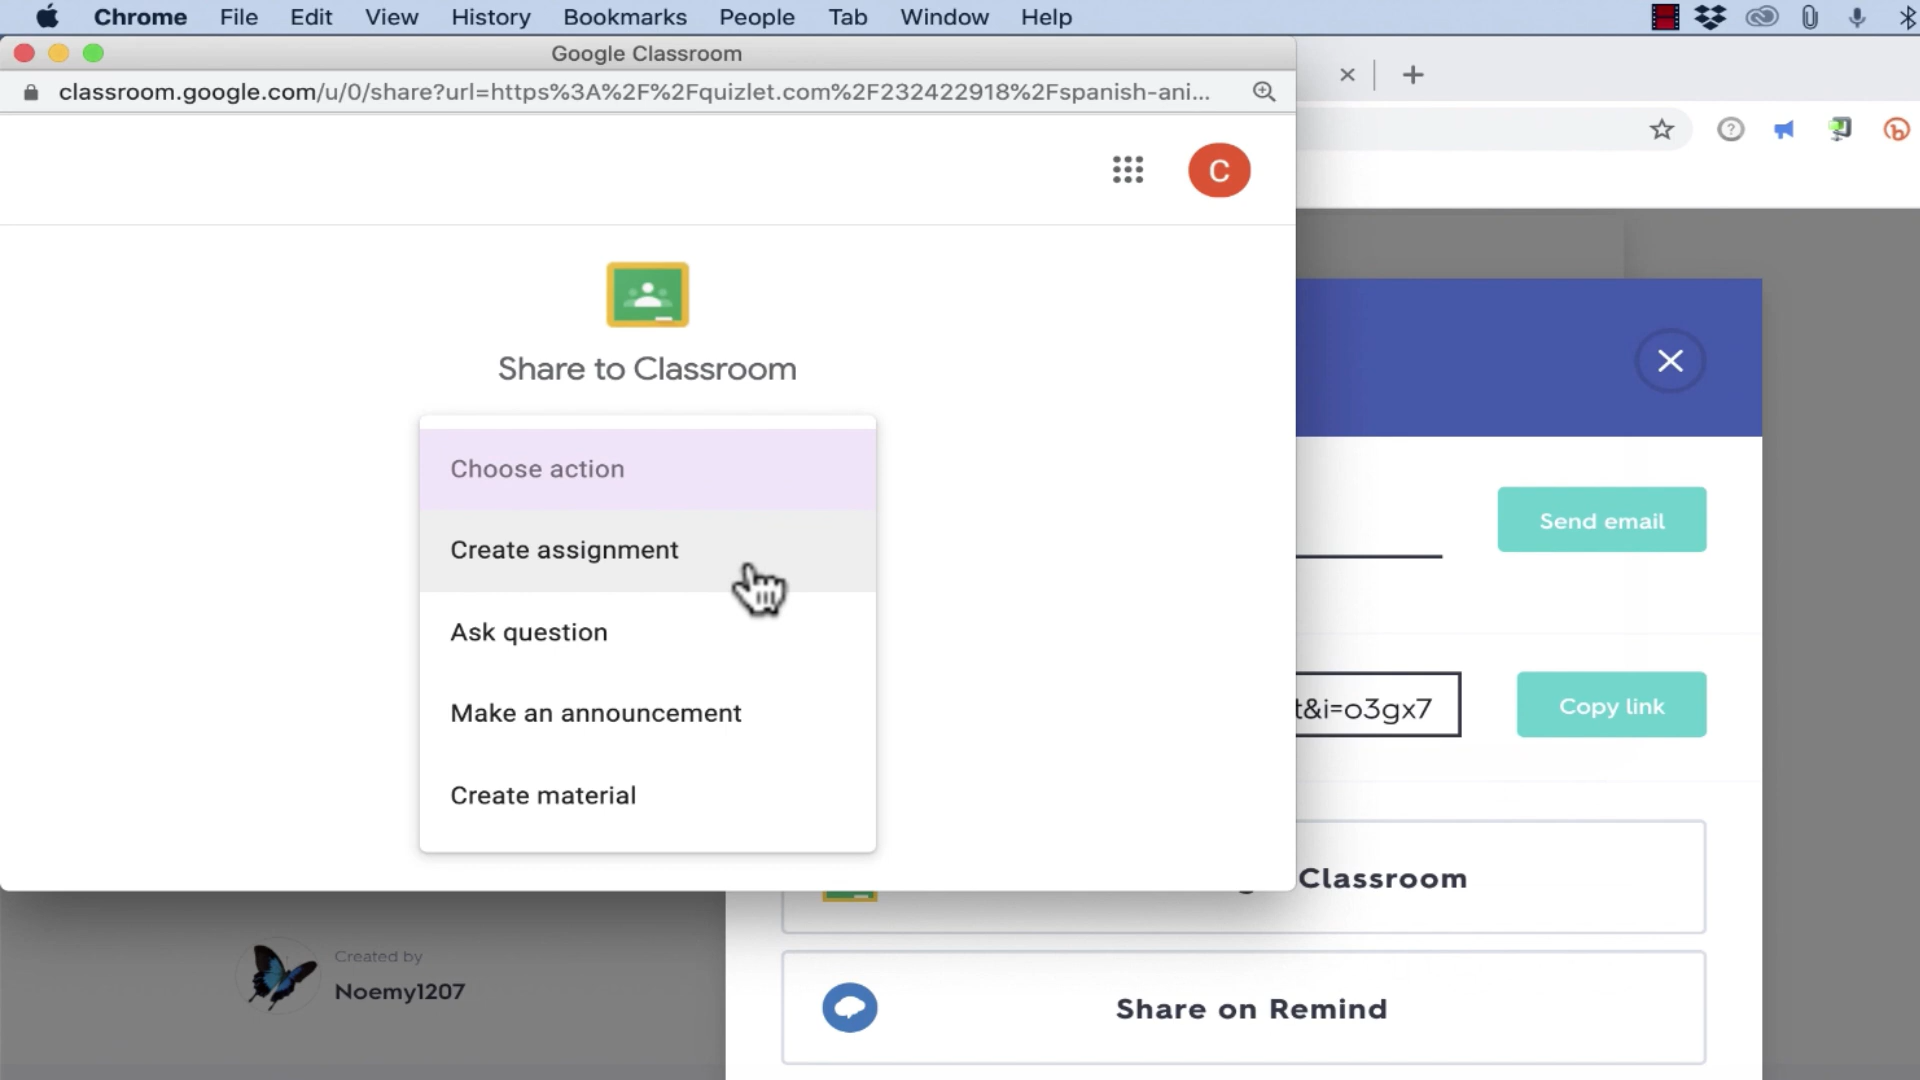 Chrome File Edit View History Bookmarks People Tab Window Help
Google Classroom
classroom.google.com/u/0/share?url=https%3A%2F%2Fquizlet.com%2F232422918%2Fspanish-ani...
C
Share to Classroom
Choose action
Create assignment
Ask question
Make an announcement
Create material
Send email
t&i=o3gx7
Copy link
Classroom
Created by
Noemy1207
Share on Remind